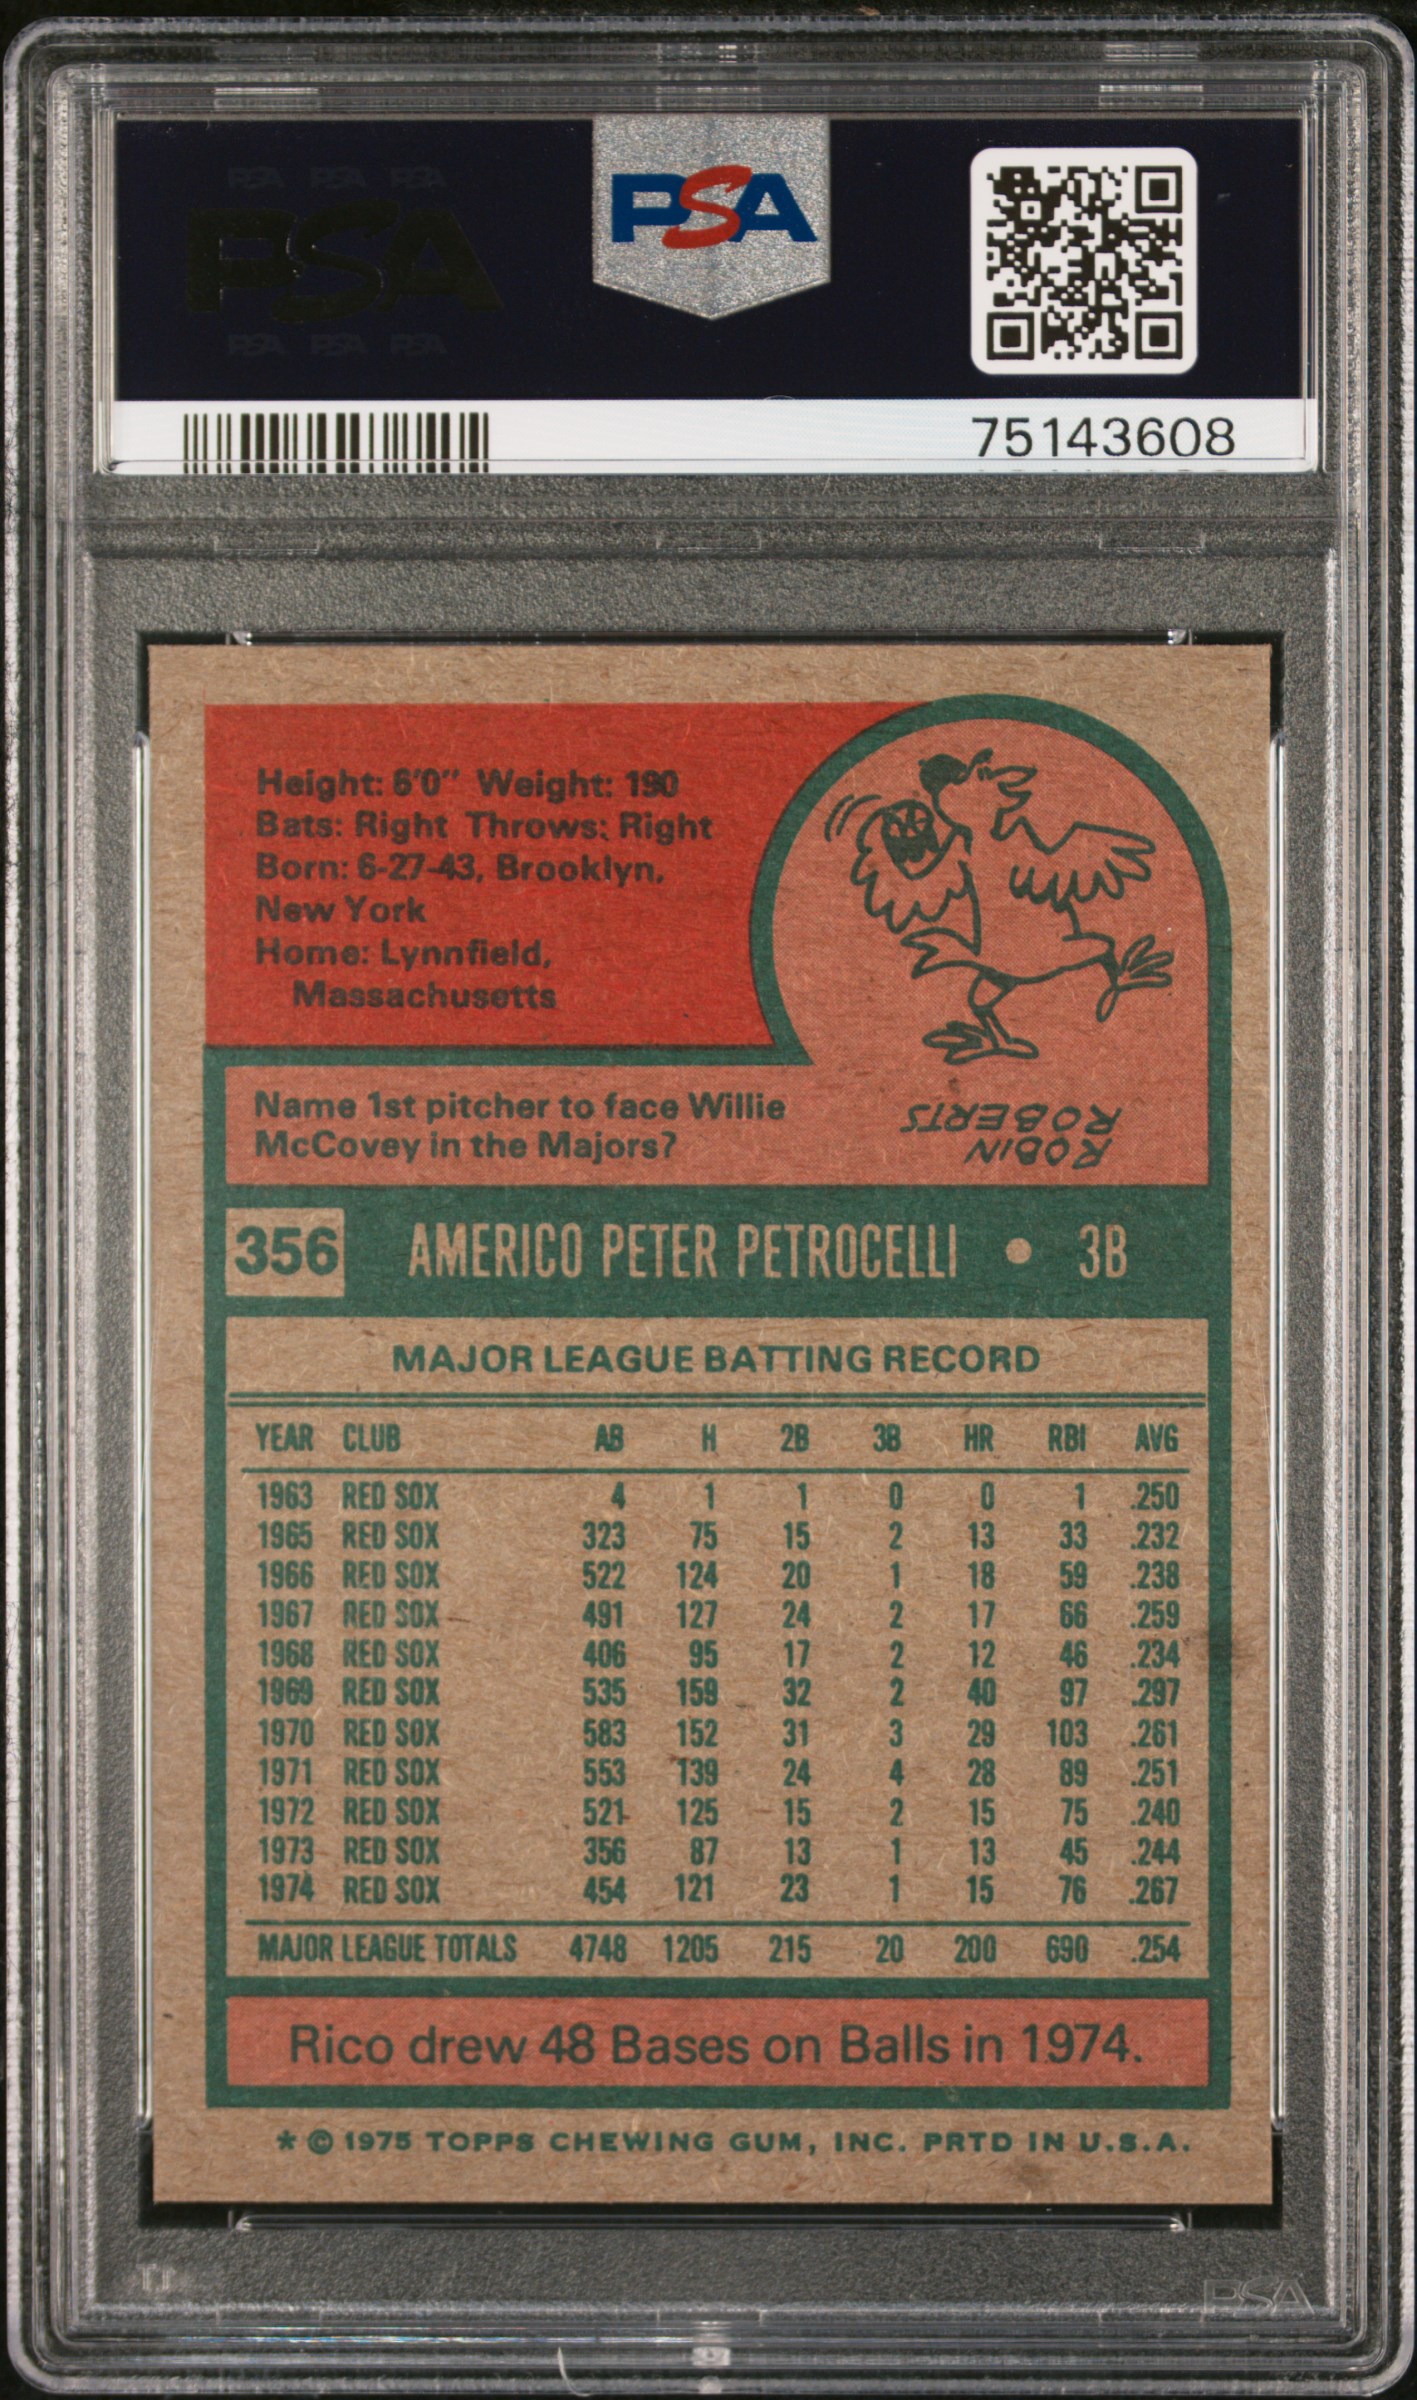 PSA PSA PSA
PSA
PSA PSA PSA
PSA
75143608
Height: 6'0" Weight: 190
Bats: Right Throws: Right
Born: 6-27-43, Brooklyn,
New York
Home: Lynnfield,
Massachusetts
Name 1st pitcher to face Willie
McCovey in the Majors?
ROBIN
ROBERTS
356 AMERICO PETER PETROCELLI • 3B
MAJOR LEAGUE BATTING RECORD
YEAR CLUB AB H 2B 3B HR RBI AVG
1963 RED SOX 4 1 1 0 0 1 .250
1965 RED SOX 323 75 15 2 13 33 .232
1966 RED SOX 522 124 20 1 18 59 .238
1967 RED SOX 491 127 24 2 17 66 .259
1968 RED SOX 406 95 17 2 12 46 .234
1969 RED SOX 535 159 32 2 40 97 .297
1970 RED SOX 583 152 31 3 29 103 .261
1971 RED SOX 553 139 24 4 28 89 .251
1972 RED SOX 521 125 15 2 15 75 .240
1973 RED SOX 356 87 13 1 13 45 .244
1974 RED SOX 454 121 23 1 15 76 .267
MAJOR LEAGUE TOTALS 4748 1205 215 20 200 690 .254
Rico drew 48 Bases on Balls in 1974.
* © 1975 TOPPS CHEWING GUM, INC. PRTD IN U.S.A.
PSA